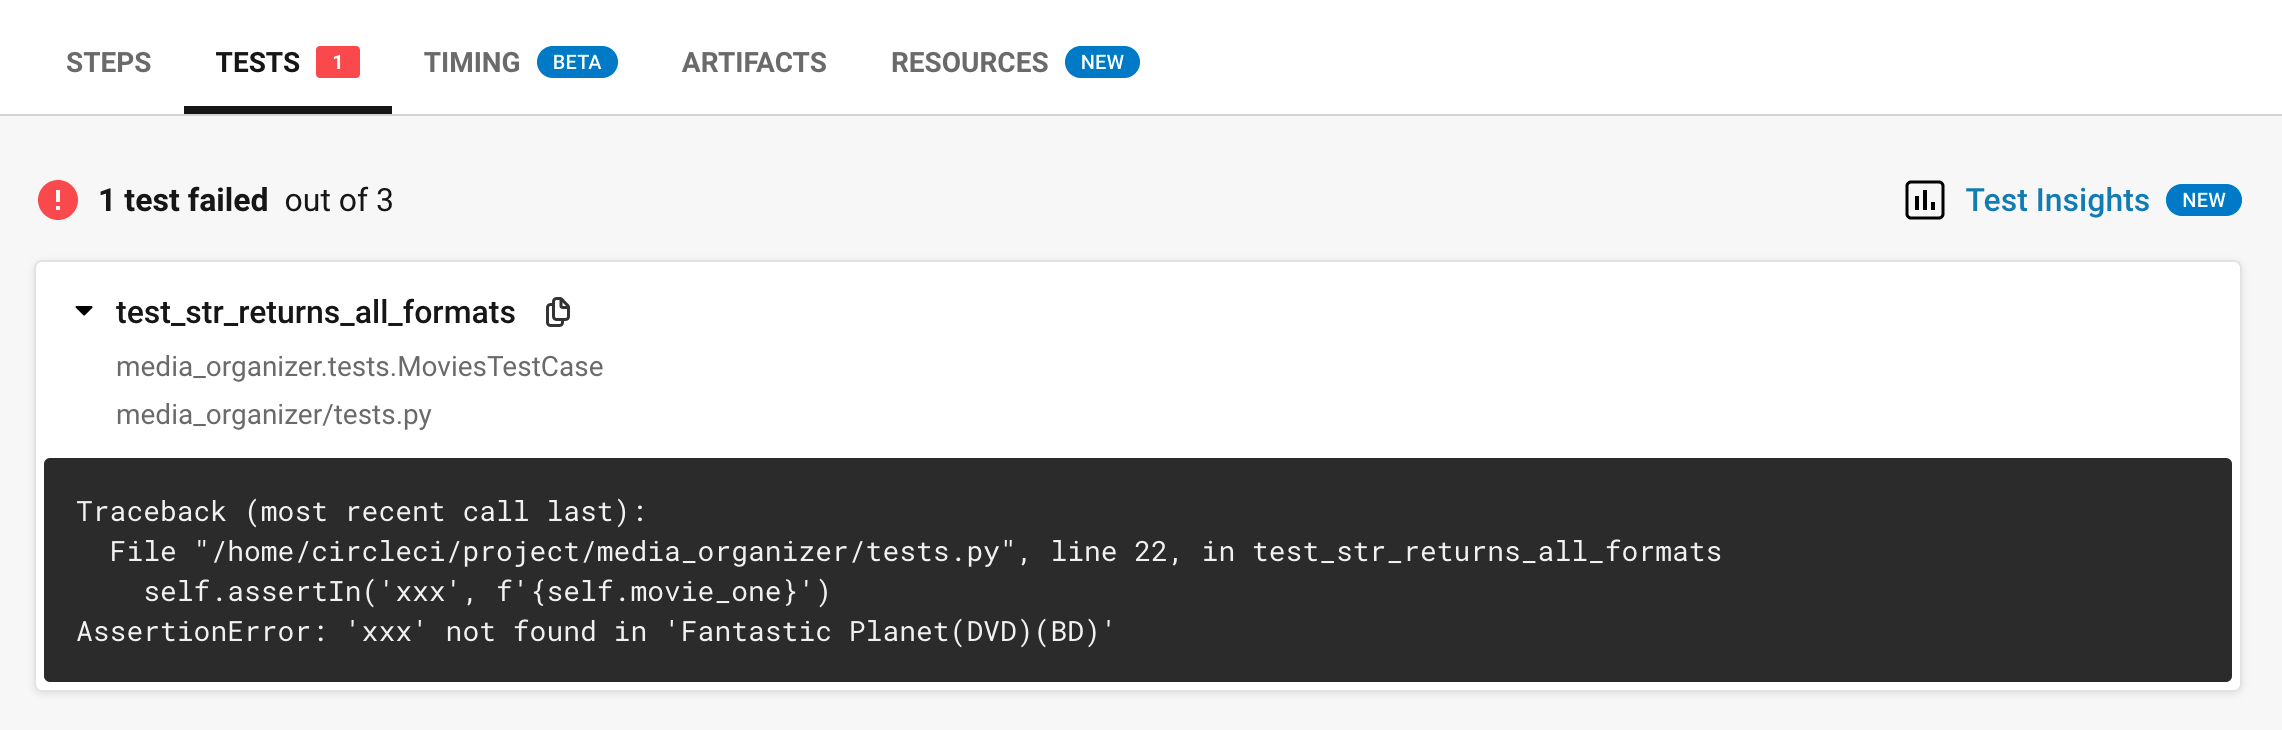 STEPS TESTS 1 TIMING BETA ARTIFACTS RESOURCES NEW
1 test failed out of 3 Test Insights NEW
test_str_returns_all_formats
media_organizer.tests.MoviesTestCase
media_organizer/tests.py
Traceback (most recent call last):
  File "/home/circleci/project/media_organizer/tests.py", line 22, in test_str_returns_all_formats
    self.assertIn('xxx', f'{self.movie_one}')
AssertionError: 'xxx' not found in 'Fantastic Planet(DVD)(BD)'